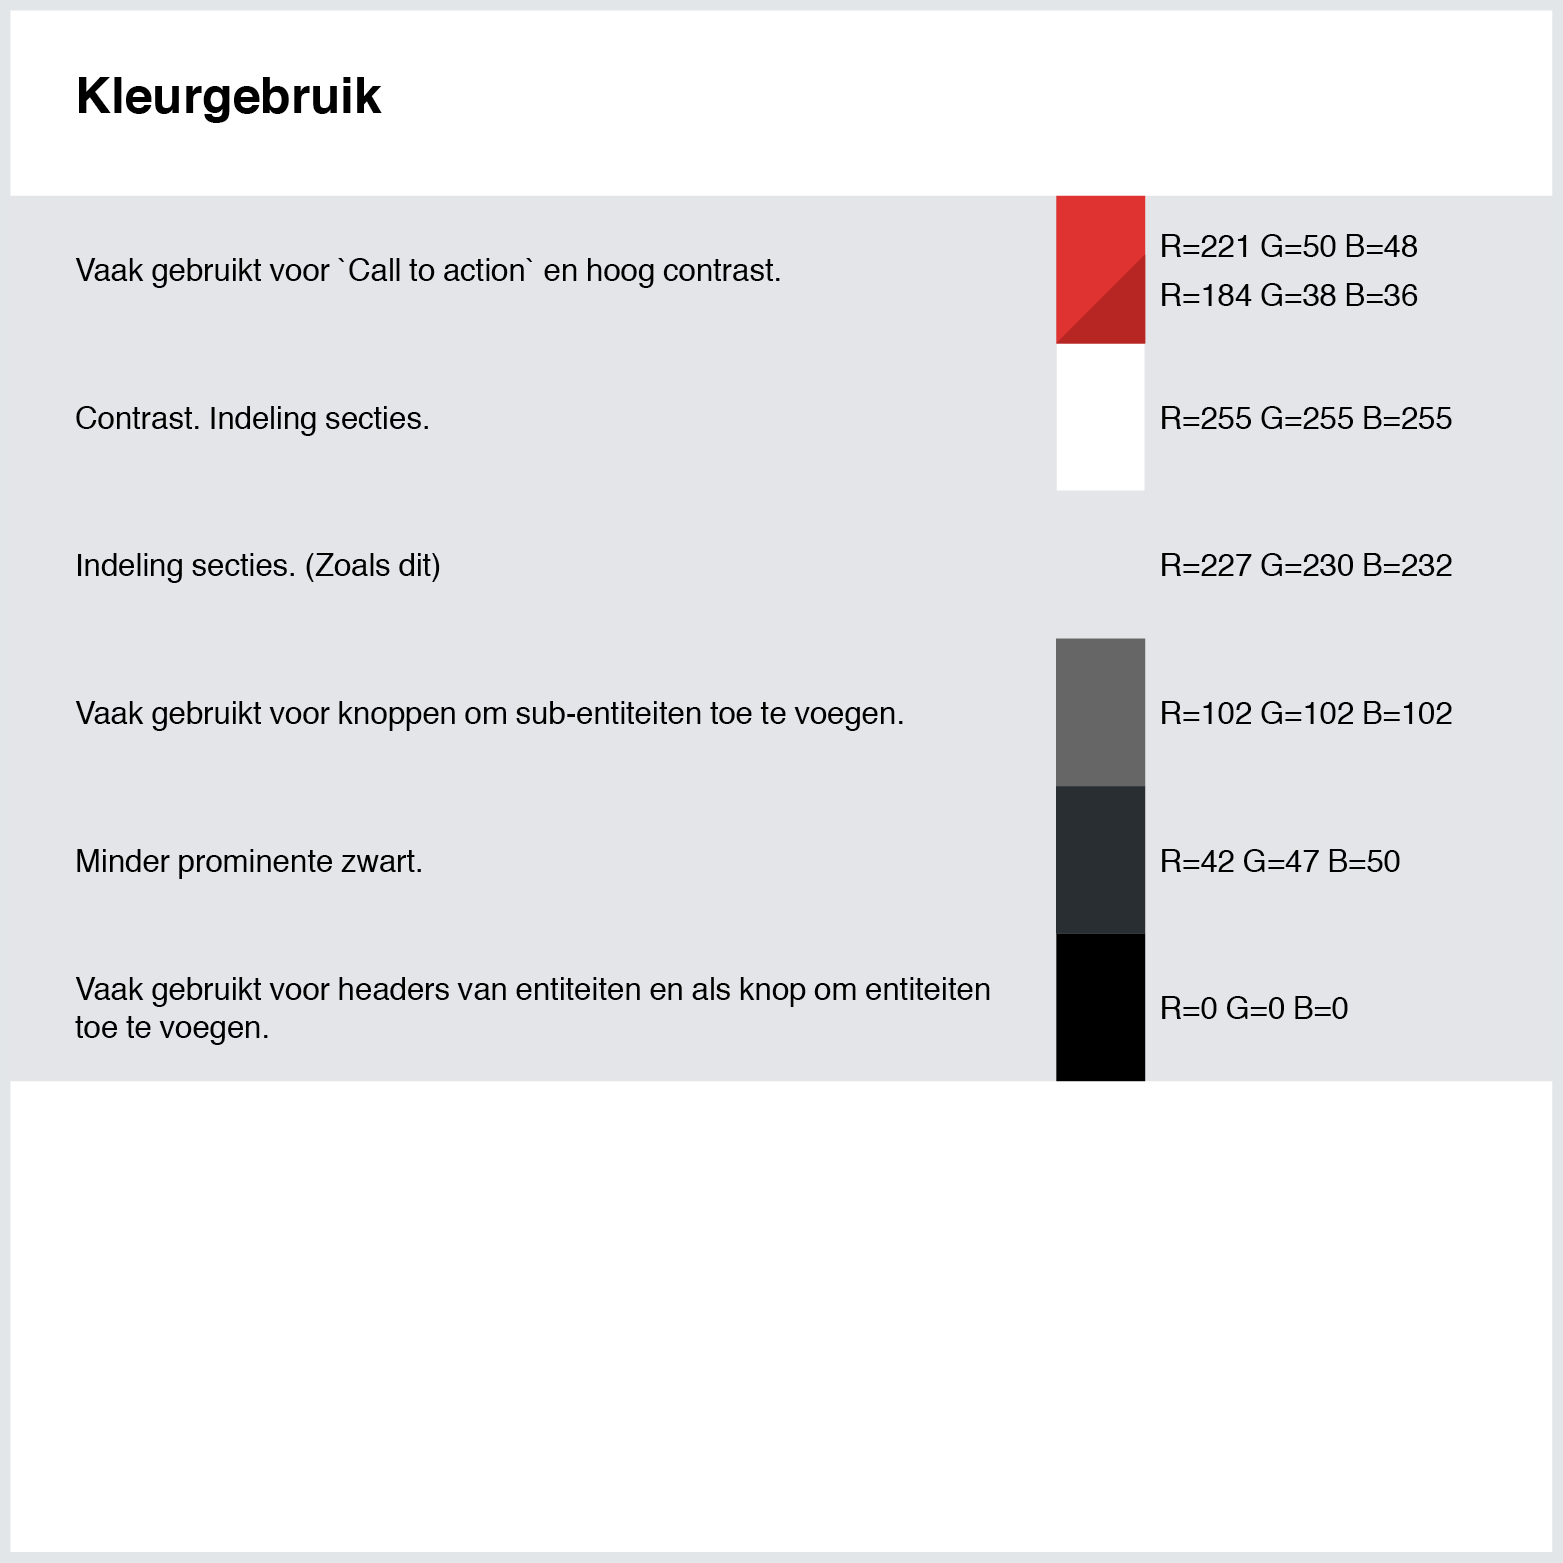 Kleurgebruik
Vaak gebruikt voor `Call to action` en hoog contrast.
R=221 G=50 B=48
R=184 G=38 B=36
Contrast. Indeling secties.
R=255 G=255 B=255
Indeling secties. (Zoals dit)
R=227 G=230 B=232
Vaak gebruikt voor knoppen om sub-entiteiten toe te voegen.
R=102 G=102 B=102
Minder prominente zwart.
R=42 G=47 B=50
Vaak gebruikt voor headers van entiteiten en als knop om entiteiten
toe te voegen.
R=0 G=0 B=0